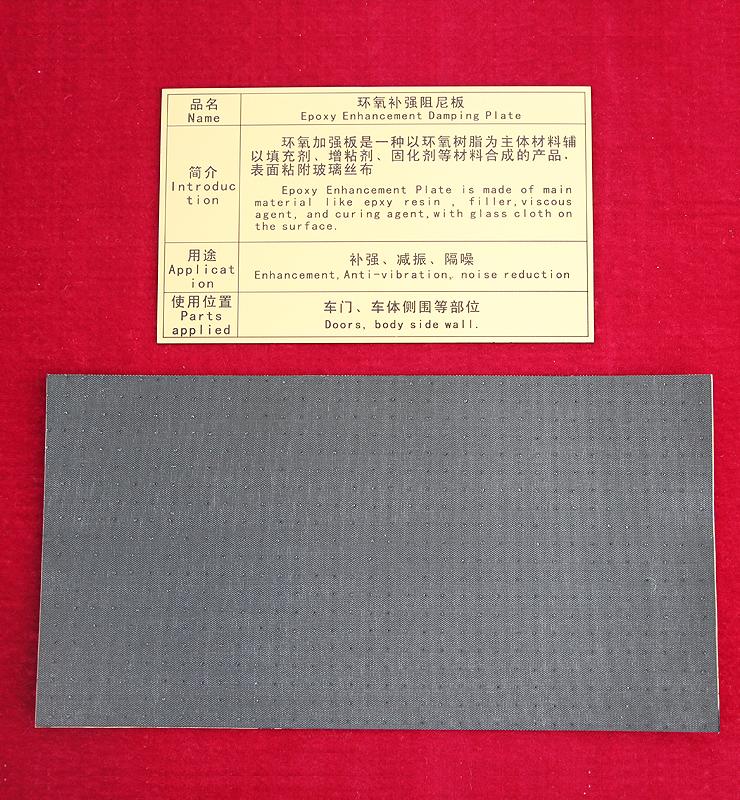 品名
Name
环氧补强阻尼板
Epoxy Enhancement Damping Plate
简介
Introduc
tion
环氧加强板是一种以环氧树脂为主体材料辅
以填充剂、增粘剂、固化剂等材料合成的产品.
表面粘附玻璃丝布
Epoxy Enhancement Plate is made of main
material like epxy resin , filler,viscous
agent, and curing agent,with glass cloth on
the surface.
用途
Applicat
ion
补强、减振、隔噪
Enhancement,Anti-vibration, noise reduction
使用位置
Parts
applied
车门、车体侧围等部位
Doors, body side wall.